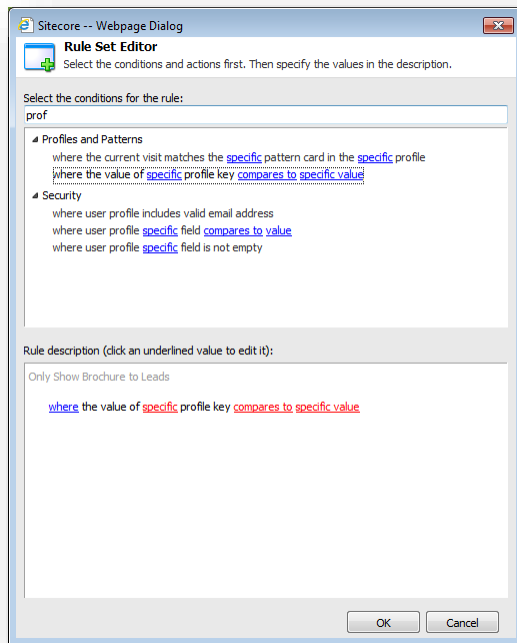 Sitecore -- Webpage Dialog
Rule Set Editor
Select the conditions and actions first. Then specify the values in the description.
Select the conditions for the rule:
prof
Profiles and Patterns
where the current visit matches the specific pattern card in the specific profile
where the value of specific profile key compares to specific value
Security
where user profile includes valid email address
where user profile specific field compares to value
where user profile specific field is not empty
Rule description (click an underlined value to edit it):
Only Show Brochure to Leads
where the value of specific profile key compares to specific value
OK Cancel